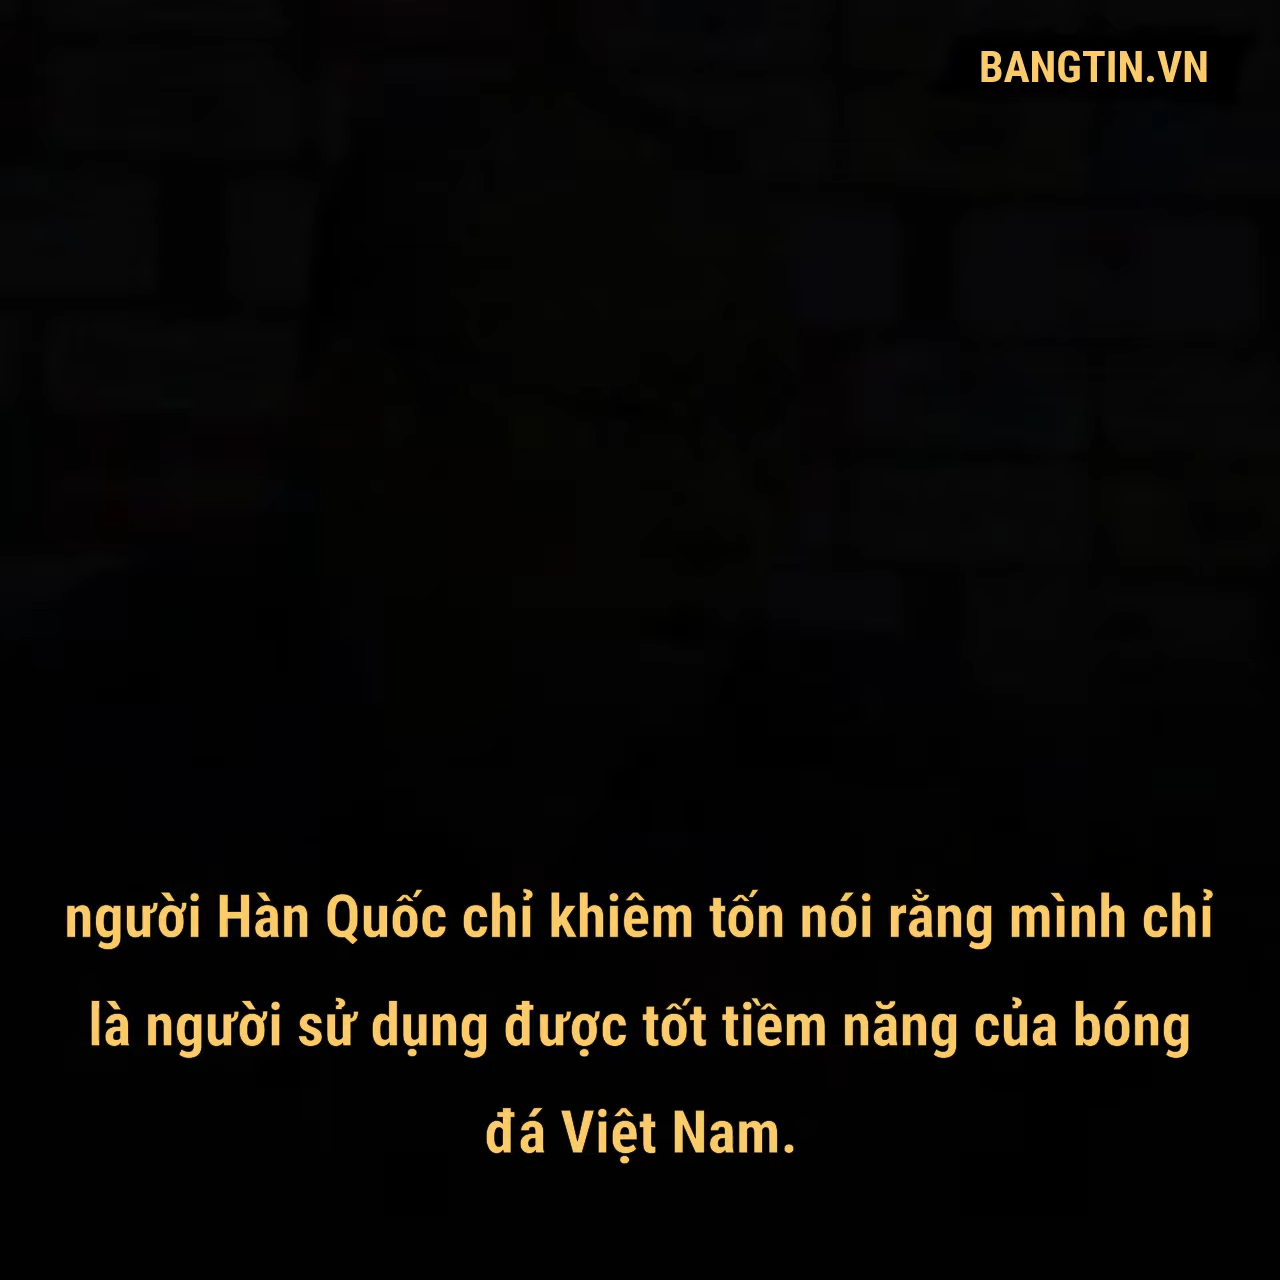 BANGTIN.VN
người Hàn Quốc chỉ khiêm tốn nói rằng mình chỉ
là người sử dụng được tốt tiềm năng của bóng
đá Việt Nam.